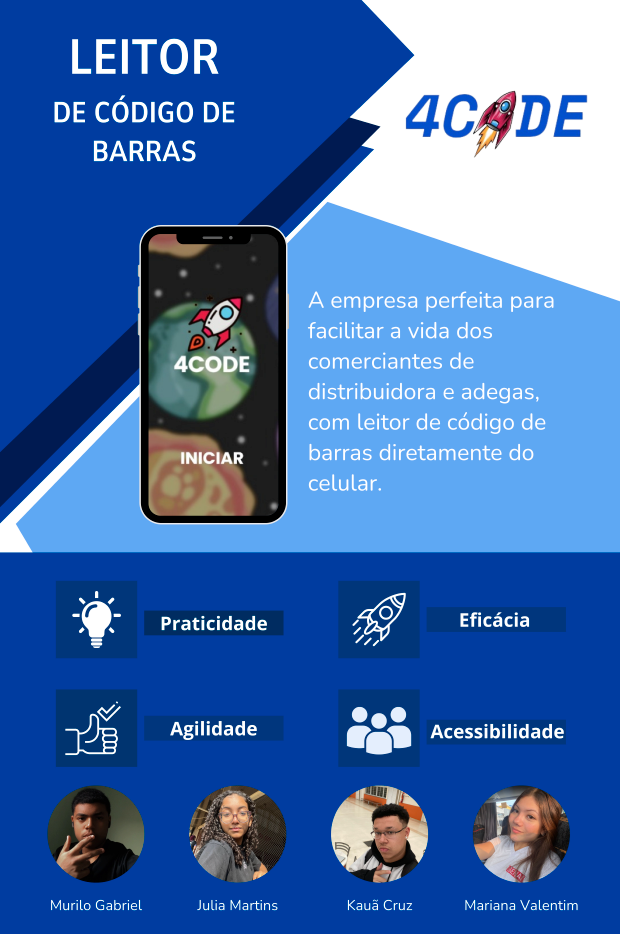 LEITOR
DE CÓDIGO DE
BARRAS
4CODE
4CODE
INICIAR
A empresa perfeita para
facilitar a vida dos
comerciantes de
distribuidora e adegas,
com leitor de código de
barras diretamente do
celular.
Praticidade
Eficácia
Agilidade
Acessibilidade
Murilo Gabriel
Julia Martins
Kauã Cruz
Mariana Valentim